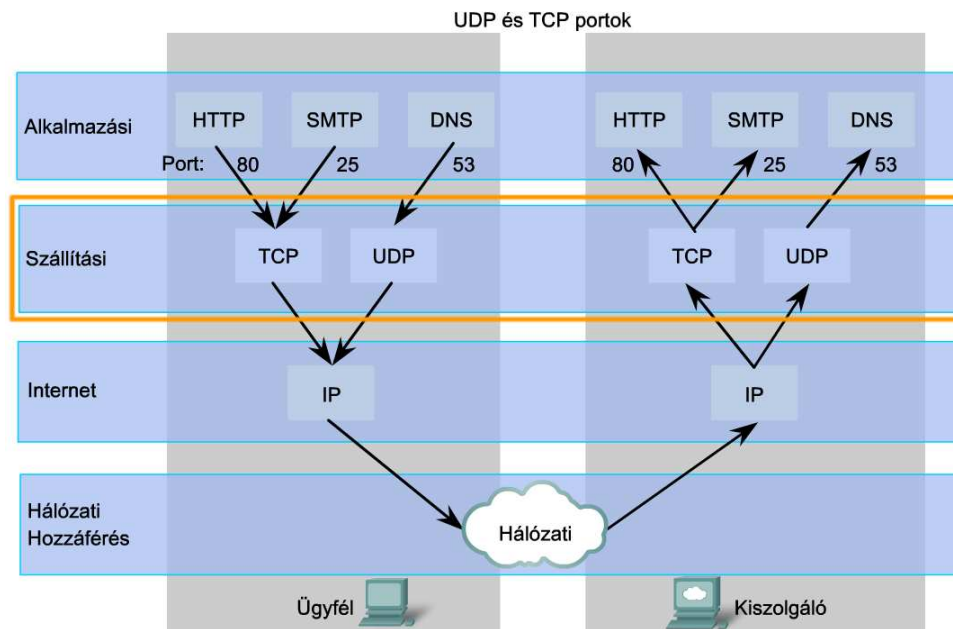 UDP és TCP portok
Alkalmazási
HTTP SMTP DNS HTTP SMTP DNS
Port: 80 25 53 80 25 53
Szállítási
TCP UDP TCP UDP
Internet
IP IP
Hálózati
Hozzáférés
Hálózati
Ügyfél Kiszolgáló